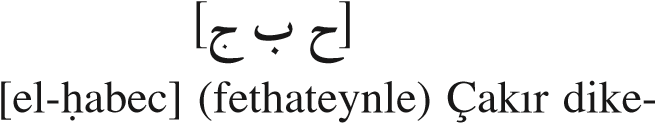 [ح ب ج]
[el-ḥabec] (fethateynle) Çakır dike-